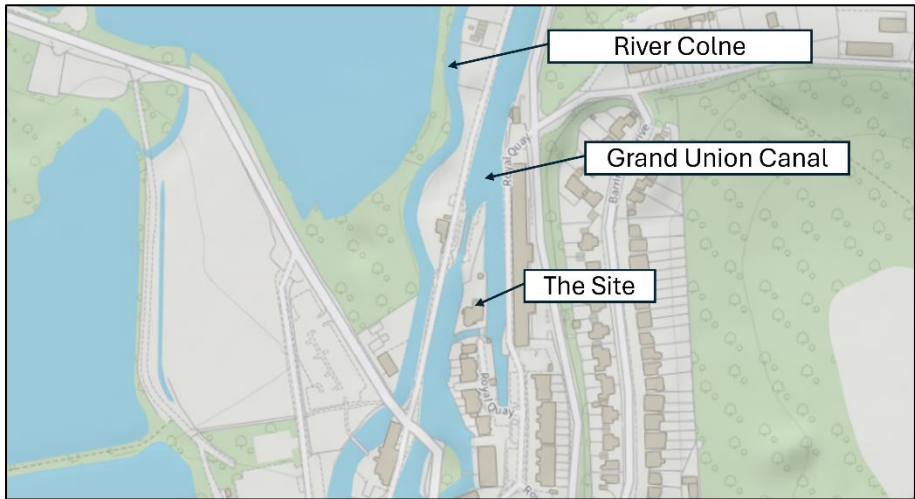 River Colne
Royal Quay
Grand Union Canal
The Site
Royal Quay